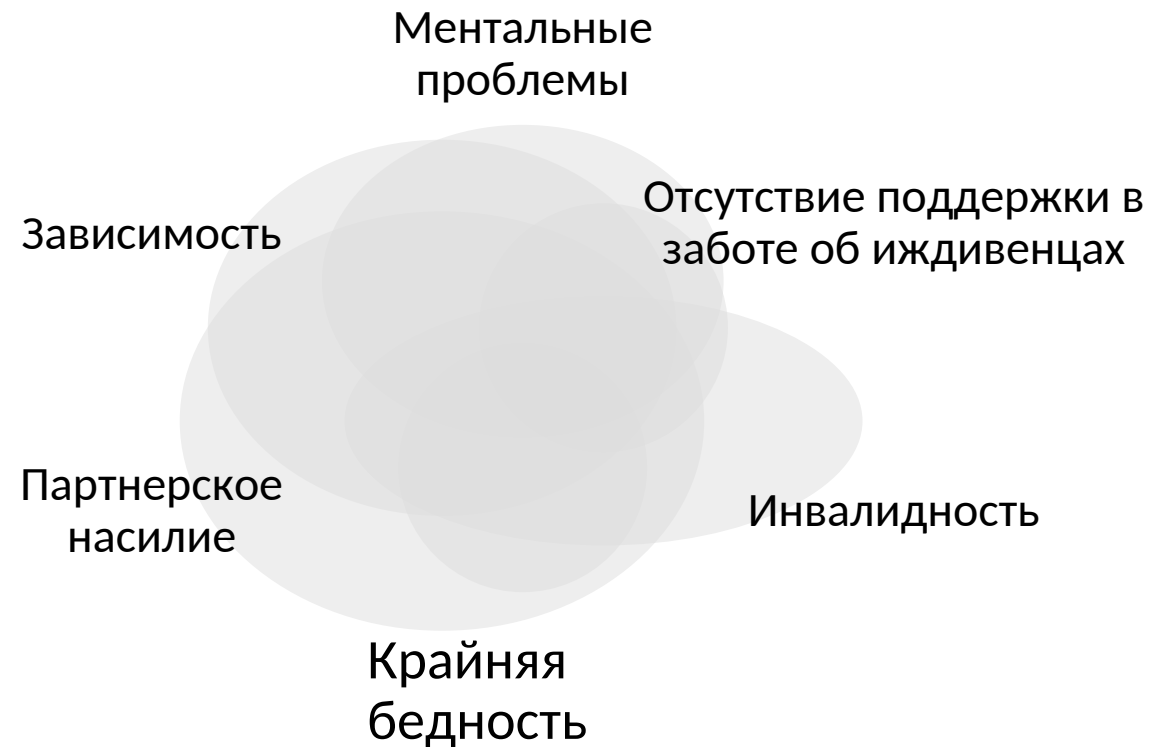 Ментальные
проблемы
Отсутствие поддержки в
заботе об иждивенцах
Зависимость
Партнерское
насилие
Инвалидность
Крайняя
бедность